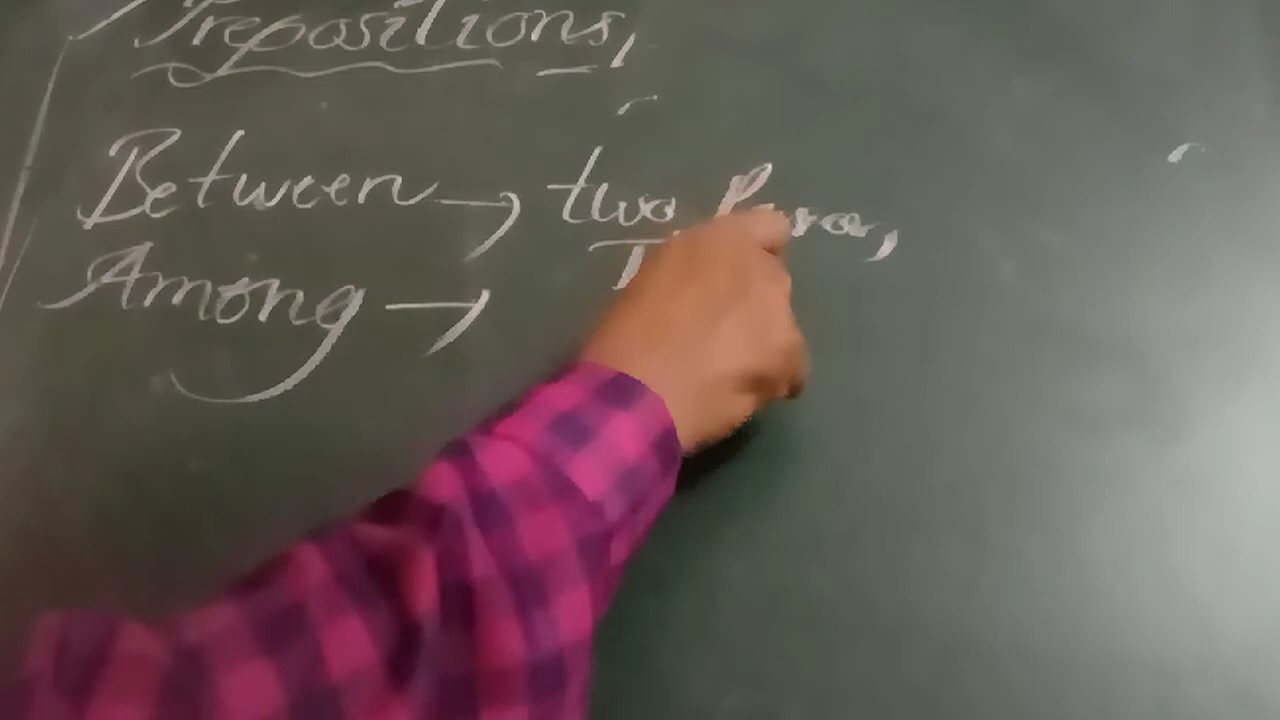 Prepositions,
Between → two
Among →